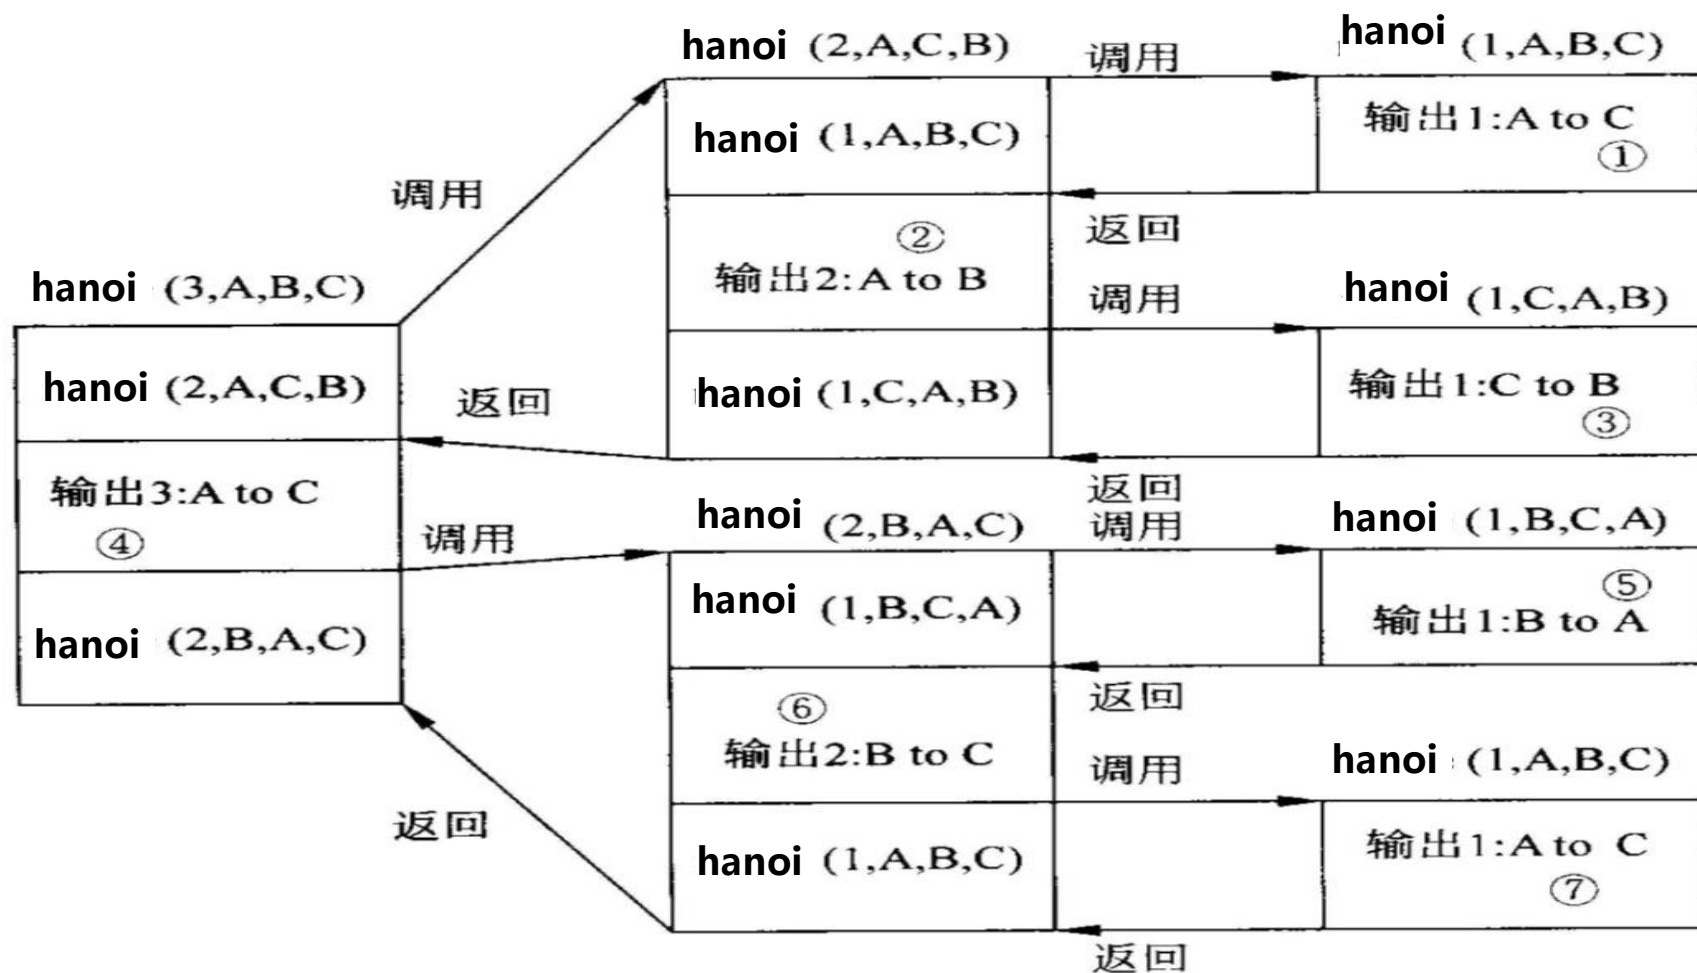 hanoi (3,A,B,C)
hanoi (2,A,C,B)
输出3:A to C
④
hanoi (2,B,A,C)
调用
返回
调用
返回
hanoi (2,A,C,B)
hanoi (1,A,B,C)
②
输出2:A to B
hanoi (1,C,A,B)
hanoi (2,B,A,C)
hanoi (1,B,C,A)
⑥
输出2:B to C
hanoi (1,A,B,C)
调用
返回
调用
返回
调用
返回
调用
返回
hanoi (1,A,B,C)
输出1:A to C
①
hanoi (1,C,A,B)
输出1:C to B
③
hanoi (1,B,C,A)
⑤
输出1:B to A
hanoi (1,A,B,C)
输出1:A to C
⑦